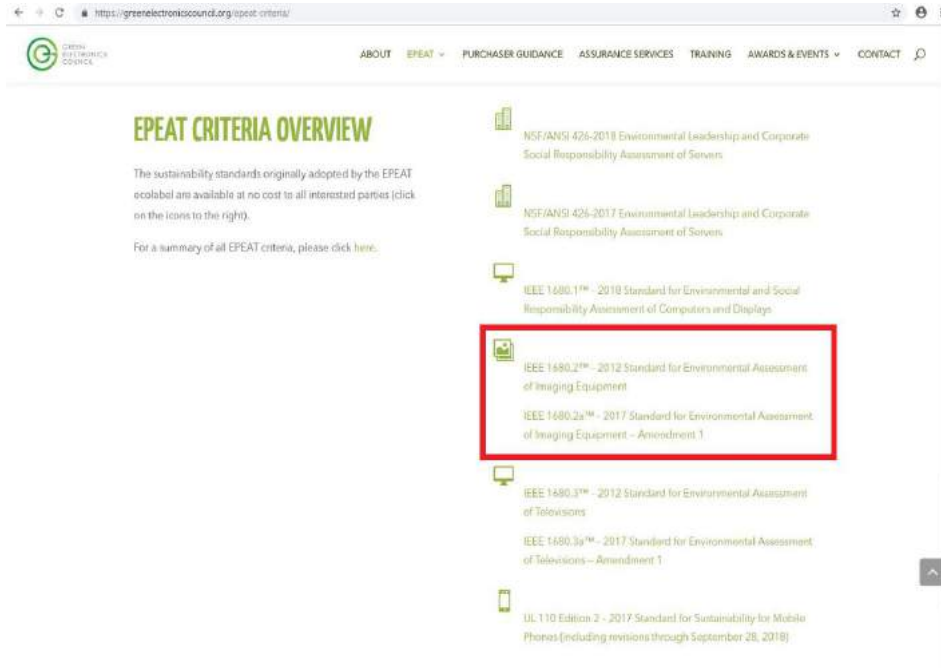 https://greenelectronicscouncil.org/epeat-criteria/
GREEN
ELECTRONICS
COUNCIL
ABOUT EPEAT PURCHASER GUIDANCE ASSURANCE SERVICES TRAINING AWARDS & EVENTS CONTACT
EPEAT CRITERIA OVERVIEW
The sustainability standards originally adopted by the EPEAT
ecolabel are available at no cost to all interested parties (click
on the icons to the right).
For a summary of all EPEAT criteria, please click here.
NSF/ANSI 426-2018 Environmental Leadership and Corporate
Social Responsibility Assessment of Servers
NSF/ANSI 426-2017 Environmental Leadership and Corporate
Social Responsibility Assessment of Servers
IEEE 1680.1™ - 2018 Standard for Environmental and Social
Responsibility Assessment of Computers and Displays
IEEE 1680.2™ - 2012 Standard for Environmental Assessment
of Imaging Equipment
IEEE 1680.2a™ - 2017 Standard for Environmental Assessment
of Imaging Equipment – Amendment 1
IEEE 1680.3™ - 2012 Standard for Environmental Assessment
of Televisions
IEEE 1680.3a™ - 2017 Standard for Environmental Assessment
of Televisions – Amendment 1
UL 110 Edition 2 - 2017 Standard for Sustainability for Mobile
Phones (including revisions through September 28, 2018)